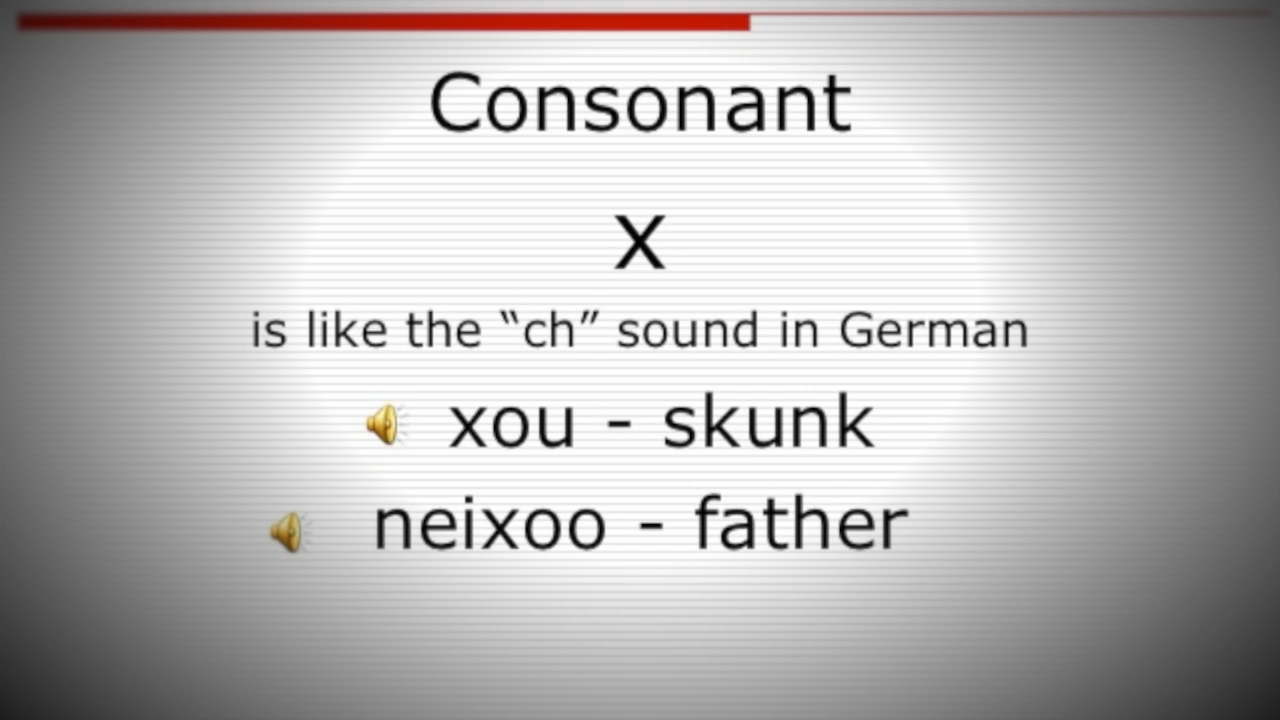 Consonant
x
is like the “ch” sound in German
xou - skunk
neixoo - father